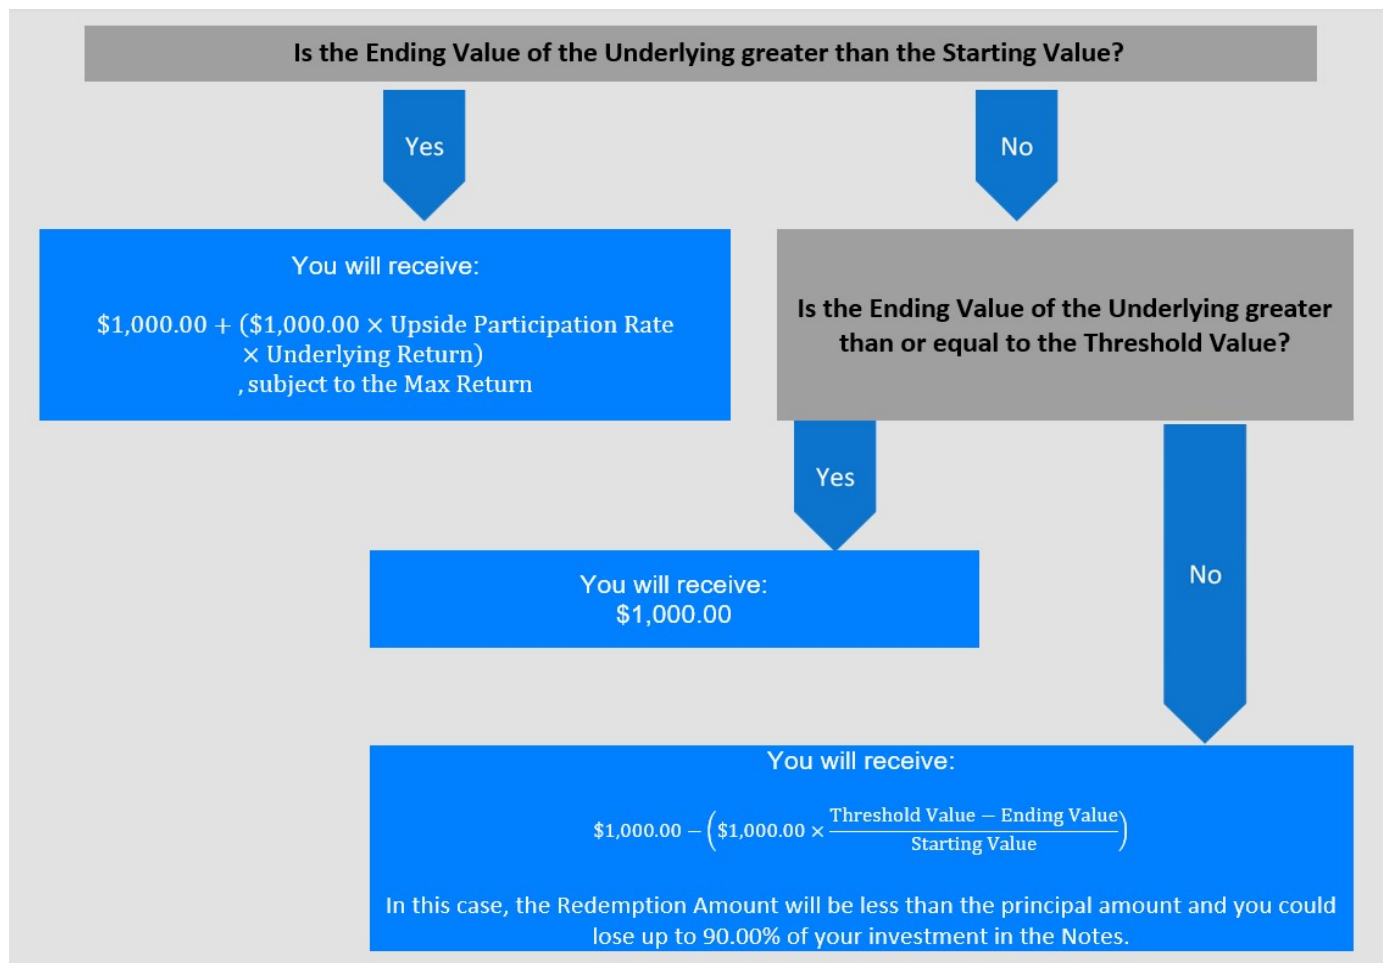 Is the Ending Value of the Underlying greater than the Starting Value?
Yes
No
You will receive:
$1,000.00 + ($1,000.00 × Upside Participation Rate
× Underlying Return)
, subject to the Max Return
Is the Ending Value of the Underlying greater
than or equal to the Threshold Value?
Yes
No
You will receive:
$1,000.00
You will receive:
$1,000.00 − ($1,000.00 × (Threshold Value − Ending Value) / Starting Value)
In this case, the Redemption Amount will be less than the principal amount and you could
lose up to 90.00% of your investment in the Notes.